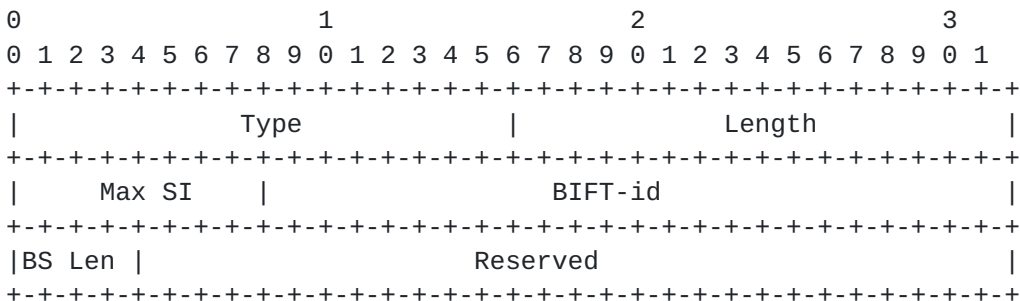 0                   1                   2                   3
0 1 2 3 4 5 6 7 8 9 0 1 2 3 4 5 6 7 8 9 0 1 2 3 4 5 6 7 8 9 0 1
+-+-+-+-+-+-+-+-+-+-+-+-+-+-+-+-+-+-+-+-+-+-+-+-+-+-+-+-+-+-+-+-+
|              Type             |             Length            |
+-+-+-+-+-+-+-+-+-+-+-+-+-+-+-+-+-+-+-+-+-+-+-+-+-+-+-+-+-+-+-+-+
|     Max SI    |                  BIFT-id                      |
+-+-+-+-+-+-+-+-+-+-+-+-+-+-+-+-+-+-+-+-+-+-+-+-+-+-+-+-+-+-+-+-+
|BS Len |                     Reserved                          |
+-+-+-+-+-+-+-+-+-+-+-+-+-+-+-+-+-+-+-+-+-+-+-+-+-+-+-+-+-+-+-+-+